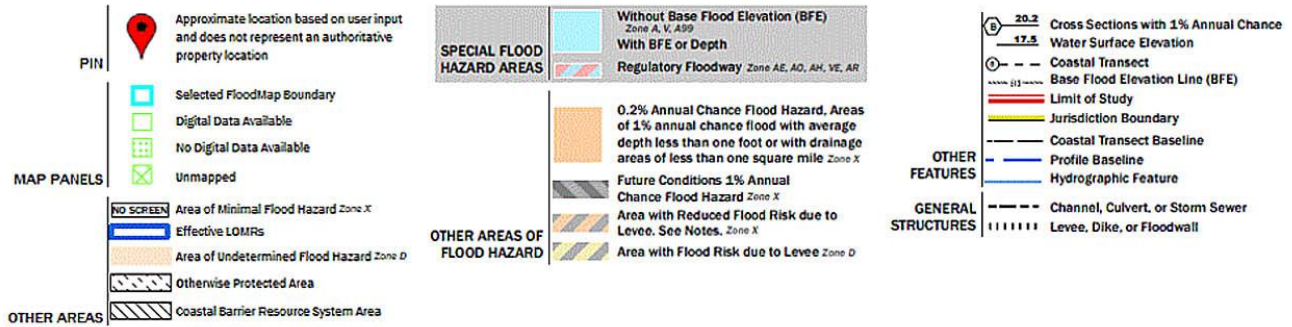 Approximate location based on user input
and does not represent an authoritative
property location
PIN
Selected FloodMap Boundary
Digital Data Available
No Digital Data Available
Unmapped
MAP PANELS
NO SCREEN Area of Minimal Flood Hazard Zone X
Effective LOMRs
Area of Undetermined Flood Hazard Zone D
Otherwise Protected Area
Coastal Barrier Resource System Area
OTHER AREAS
Without Base Flood Elevation (BFE)
Zone A, V, A99
With BFE or Depth
Regulatory Floodway Zone AE, AO, AH, VE, AR
SPECIAL FLOOD
HAZARD AREAS
0.2% Annual Chance Flood Hazard, Areas
of 1% annual chance flood with average
depth less than one foot or with drainage
areas of less than one square mile Zone X
Future Conditions 1% Annual
Chance Flood Hazard Zone X
Area with Reduced Flood Risk due to
Levee. See Notes. Zone X
Area with Flood Risk due to Levee Zone D
OTHER AREAS OF
FLOOD HAZARD
B 20.2 Cross Sections with 1% Annual Chance
17.5 Water Surface Elevation
8 Coastal Transect
513 Base Flood Elevation Line (BFE)
Limit of Study
Jurisdiction Boundary
Coastal Transect Baseline
Profile Baseline
Hydrographic Feature
OTHER
FEATURES
Channel, Culvert, or Storm Sewer
Levee, Dike, or Floodwall
GENERAL
STRUCTURES